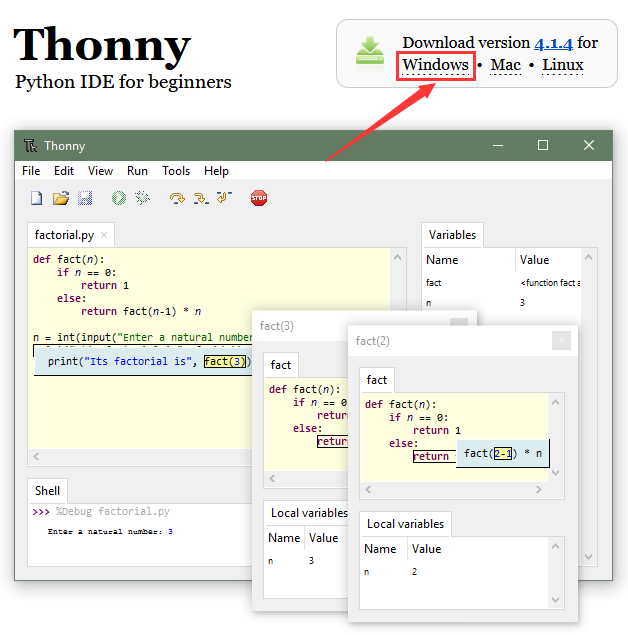 Thonny
Python IDE for beginners
Download version 4.1.4 for
Windows • Mac • Linux
Thonny
File Edit View Run Tools Help
STOP
factorial.py
def fact(n):
if n == 0:
return 1
else:
return fact(n-1) * n
n = int(input("Enter a natural number
print("Its factorial is", fact(3))
Shell
>>> %Debug factorial.py
Enter a natural number: 3
Variables
Name Value
fact <function fact a
n 3
fact(3)
fact
def fact(n):
if n == 0
return
else:
return
Local variables
Name Value
n 3
fact(2)
fact
def fact(n):
if n == 0:
return 1
else:
return fact(2-1) * n
Local variables
Name Value
n 2